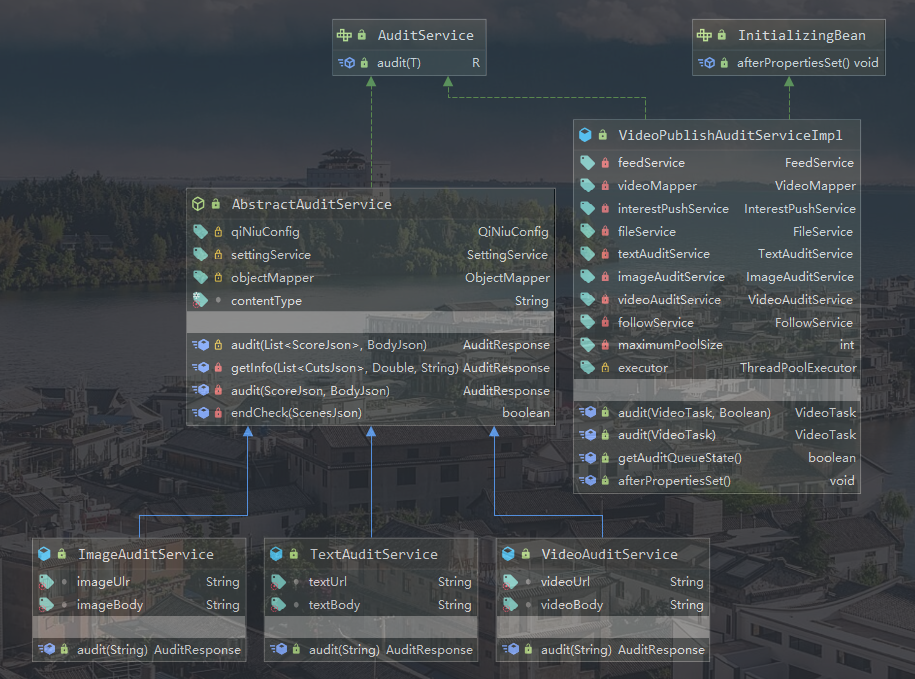 AuditService
audit(T) R
InitializingBean
afterPropertiesSet() void
VideoPublishAuditServiceImpl
feedService FeedService
videoMapper VideoMapper
interestPushService InterestPushService
fileService FileService
textAuditService TextAuditService
imageAuditService ImageAuditService
videoAuditService VideoAuditService
followService FollowService
maximumPoolSize int
executor ThreadPoolExecutor
audit(VideoTask, Boolean) VideoTask
audit(VideoTask) VideoTask
getAuditQueueState() boolean
afterPropertiesSet() void
AbstractAuditService
qiNiuConfig QiNiuConfig
settingService SettingService
objectMapper ObjectMapper
contentType String
audit(List<ScoreJson>, BodyJson) AuditResponse
getInfo(List<CutsJson>, Double, String) AuditResponse
audit(ScoreJson, BodyJson) AuditResponse
endCheck(ScenesJson) boolean
ImageAuditService
imageUlr String
imageBody String
audit(String) AuditResponse
TextAuditService
textUrl String
textBody String
audit(String) AuditResponse
VideoAuditService
videoUrl String
videoBody String
audit(String) AuditResponse